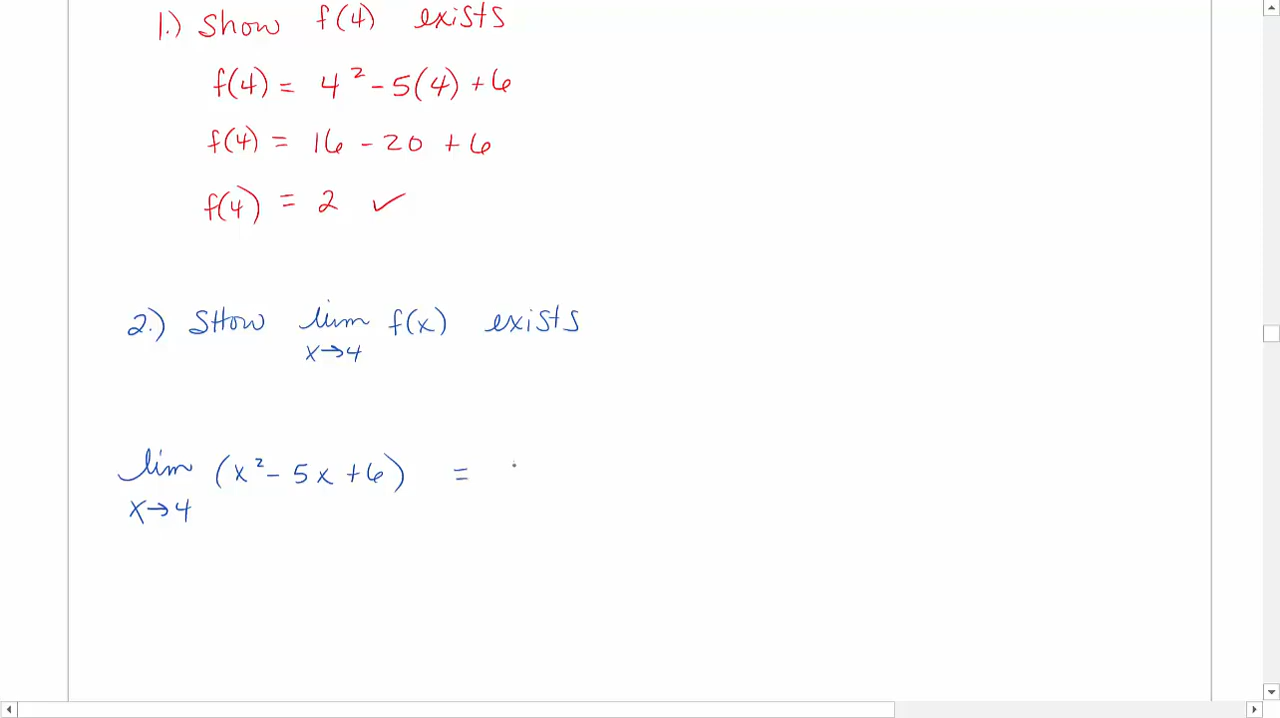 1.) Show f(4) exists
f(4) = 4² - 5(4) + 6
f(4) = 16 - 20 + 6
f(4) = 2 ✓
2.) SHow lim f(x) exists
x→4
lim (x² - 5x + 6) =
x→4